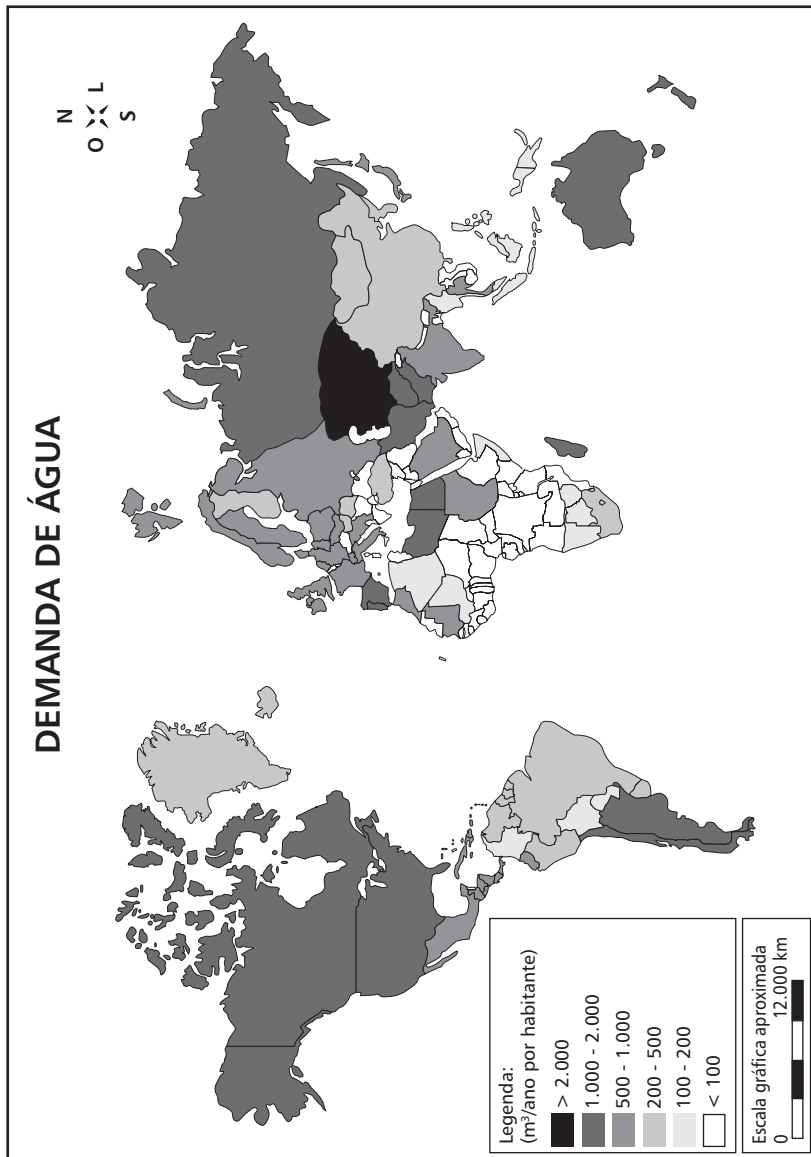 DEMANDA DE ÁGUA
N
O L
S
Legenda:
(m³/ano por habitante)
> 2.000
1.000 - 2.000
500 - 1.000
200 - 500
100 - 200
< 100
Escala gráfica aproximada
0 12.000 km